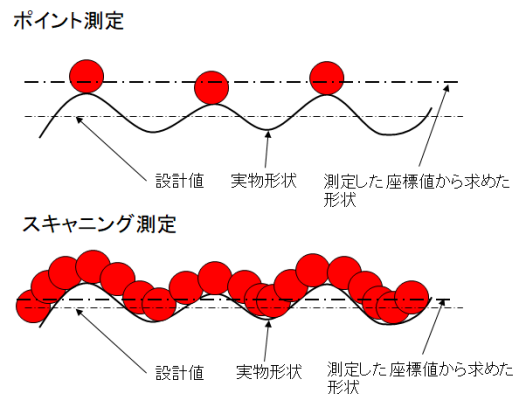 ポイント測定
設計値
実物形状
測定した座標値から求めた
形状
スキャニング測定
設計値
実物形状
測定した座標値から求めた
形状